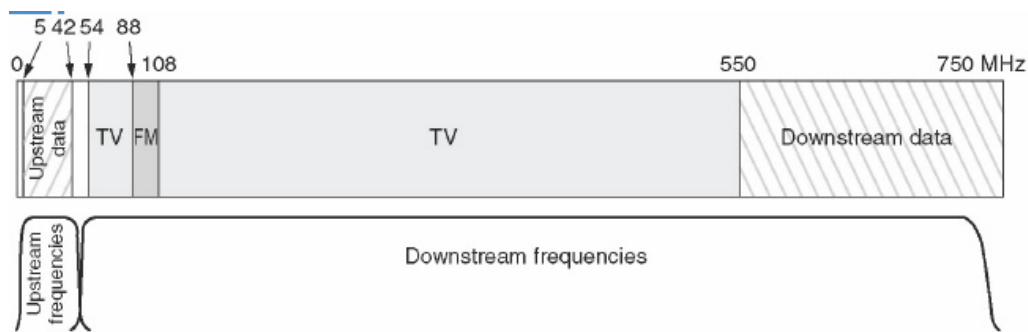 5 42 54 88
0 108 550 750 MHz
Upstream
data
TV FM TV Downstream data
Upstream
frequencies
Downstream frequencies